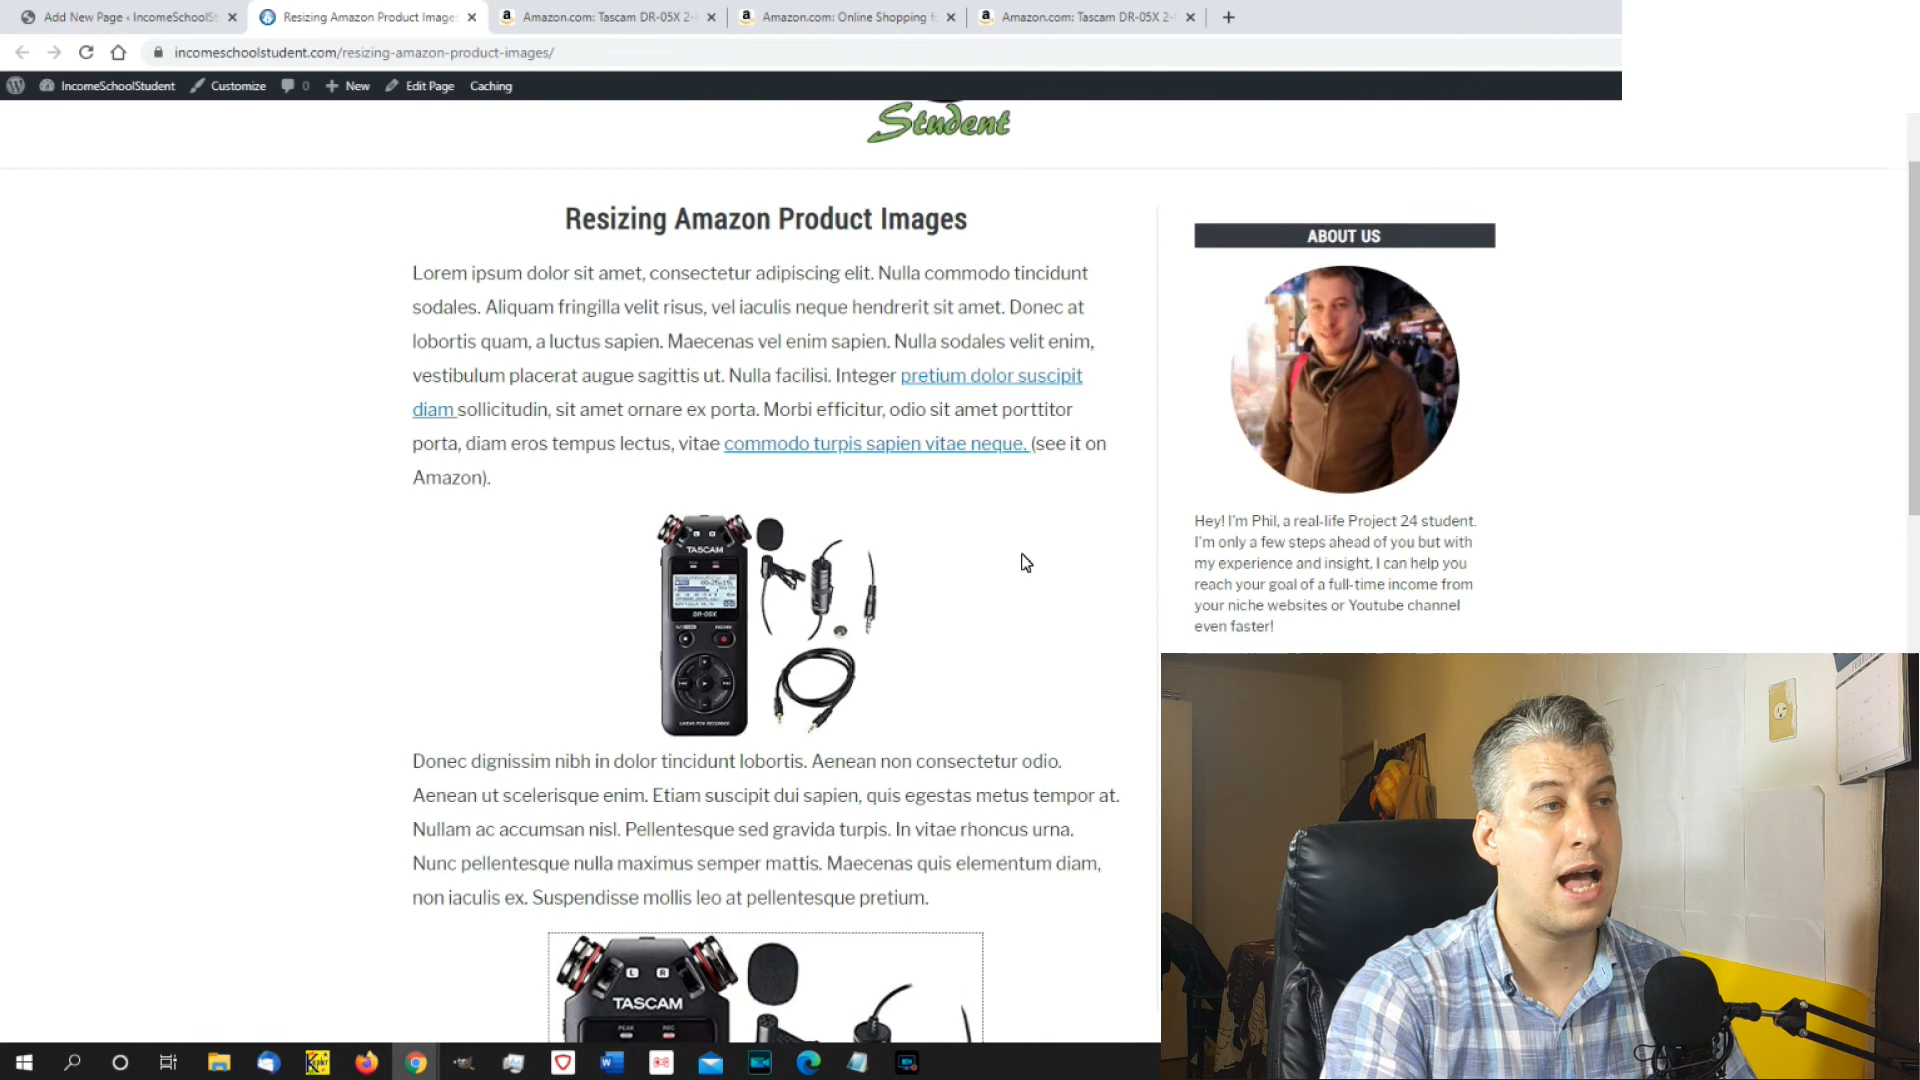 Add New Page ‹ IncomeSchoolSt
Resizing Amazon Product Image
Amazon.com: Tascam DR-05X 2-
Amazon.com: Online Shopping f
Amazon.com: Tascam DR-05X 2-
incomeschoolstudent.com/resizing-amazon-product-images/
IncomeSchoolStudent Customize 0 New Edit Page Caching
Student
Resizing Amazon Product Images
Lorem ipsum dolor sit amet, consectetur adipiscing elit. Nulla commodo tincidunt
sodales. Aliquam fringilla velit risus, vel iaculis neque hendrerit sit amet. Donec at
lobortis quam, a luctus sapien. Maecenas vel enim sapien. Nulla sodales velit enim,
vestibulum placerat augue sagittis ut. Nulla facilisi. Integer pretium dolor suscipit
diam sollicitudin, sit amet ornare ex porta. Morbi efficitur, odio sit amet porttitor
porta, diam eros tempus lectus, vitae commodo turpis sapien vitae neque. (see it on
Amazon).
L R
TASCAM
DR-05X
LINEAR PCM RECORDER
Donec dignissim nibh in dolor tincidunt lobortis. Aenean non consectetur odio.
Aenean ut scelerisque enim. Etiam suscipit dui sapien, quis egestas metus tempor at.
Nullam ac accumsan nisl. Pellentesque sed gravida turpis. In vitae rhoncus urna.
Nunc pellentesque nulla maximus semper mattis. Maecenas quis elementum diam,
non iaculis ex. Suspendisse mollis leo at pellentesque pretium.
L R
TASCAM
PEAK REC
ABOUT US
Hey! I'm Phil, a real-life Project 24 student.
I'm only a few steps ahead of you but with
my experience and insight, I can help you
reach your goal of a full-time income from
your niche websites or Youtube channel
even faster!